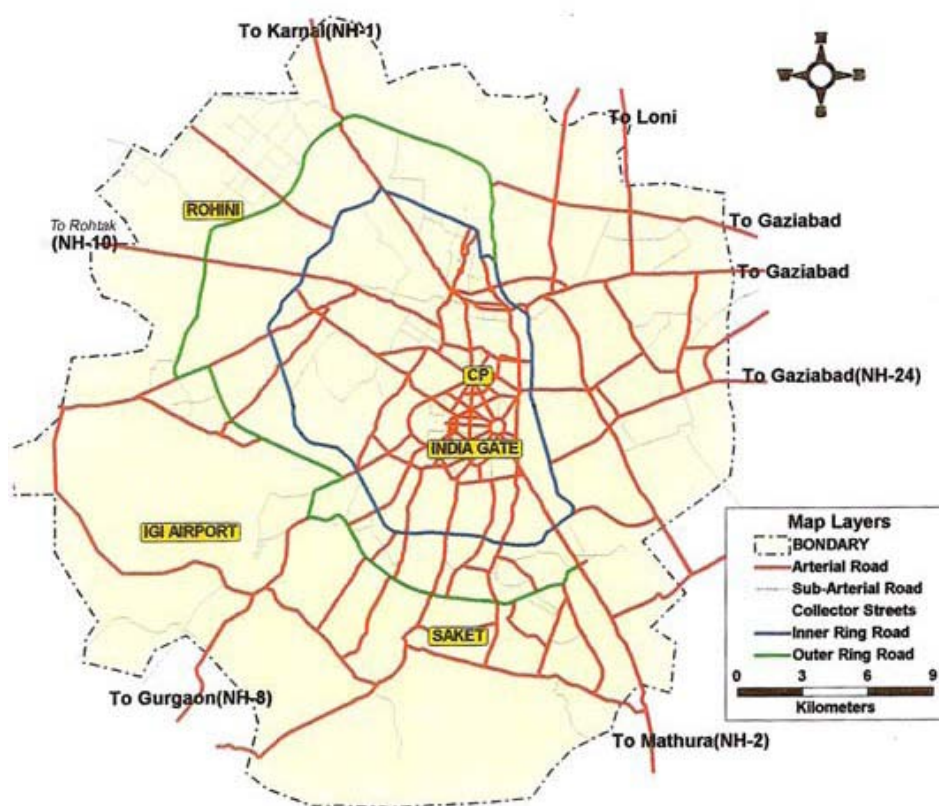 To Karnal(NH-1)
N
W
E
S
To Loni
ROHINI
To Rohtak
(NH-10)
To Gaziabad
To Gaziabad
CP
To Gaziabad(NH-24)
INDIA GATE
IGI AIRPORT
SAKET
To Gurgaon(NH-8)
To Mathura(NH-2)
Map Layers
BONDARY
Arterial Road
Sub-Arterial Road
Collector Streets
Inner Ring Road
Outer Ring Road
0 3 6 9
Kilometers